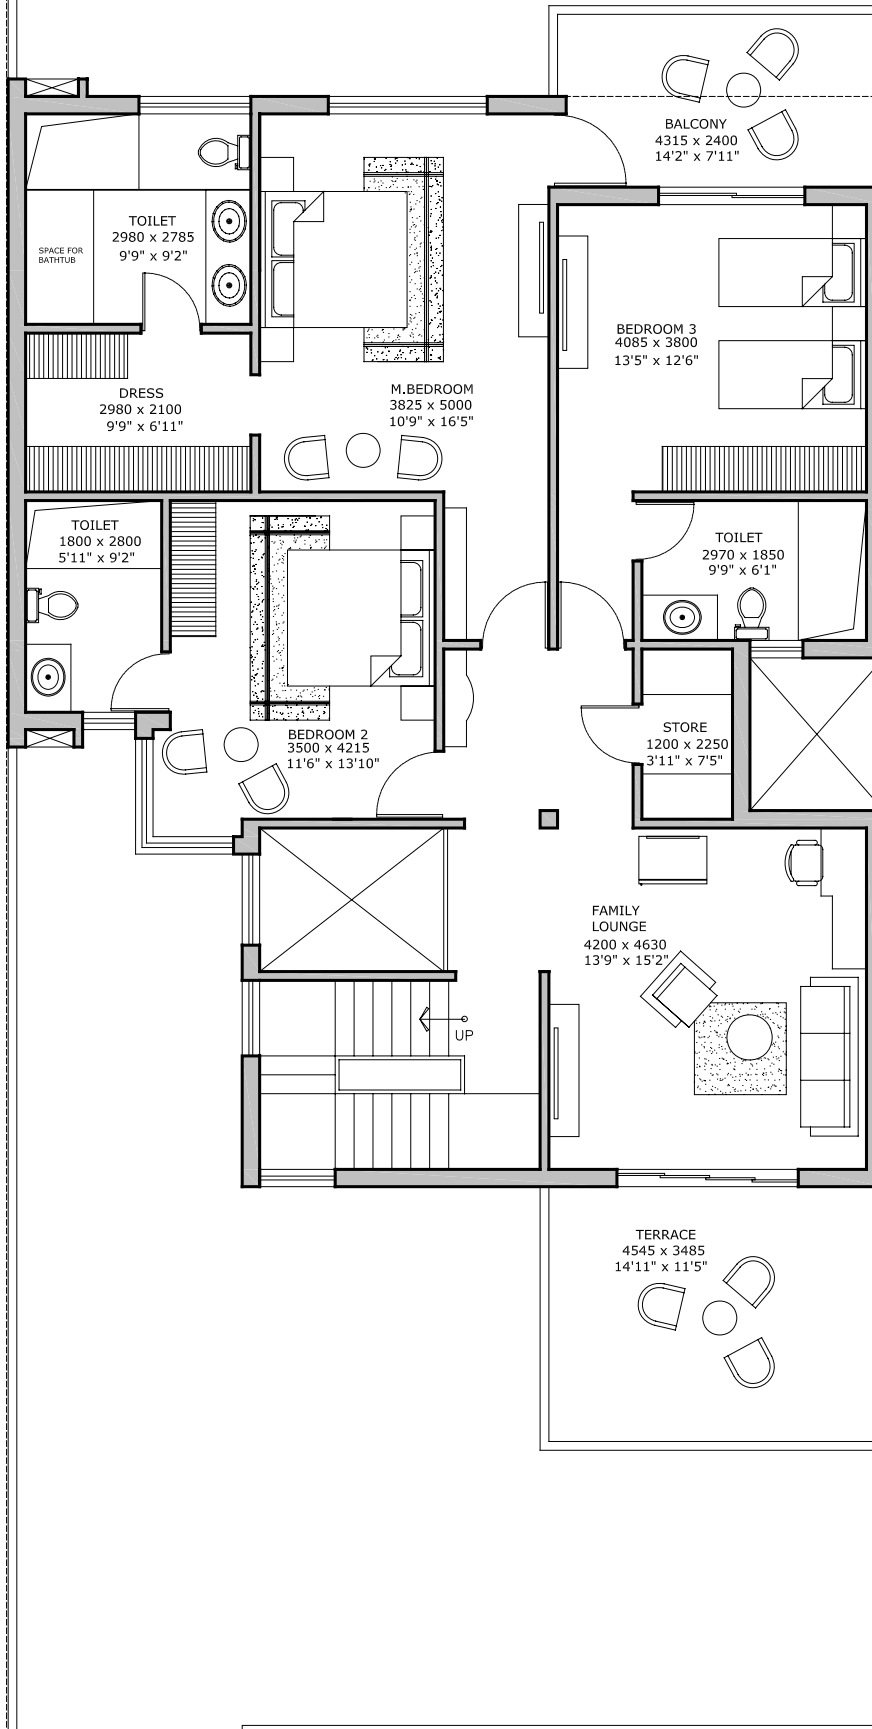 BALCONY
4315 x 2400
14'2" x 7'11"
TOILET
2980 x 2785
9'9" x 9'2"
SPACE FOR
BATHTUB
BEDROOM 3
4085 x 3800
13'5" x 12'6"
DRESS
2980 x 2100
9'9" x 6'11"
M.BEDROOM
3825 x 5000
10'9" x 16'5"
TOILET
1800 x 2800
5'11" x 9'2"
TOILET
2970 x 1850
9'9" x 6'1"
BEDROOM 2
3500 x 4215
11'6" x 13'10"
STORE
1200 x 2250
3'11" x 7'5"
FAMILY
LOUNGE
4200 x 4630
13'9" x 15'2"
UP
TERRACE
4545 x 3485
14'11" x 11'5"